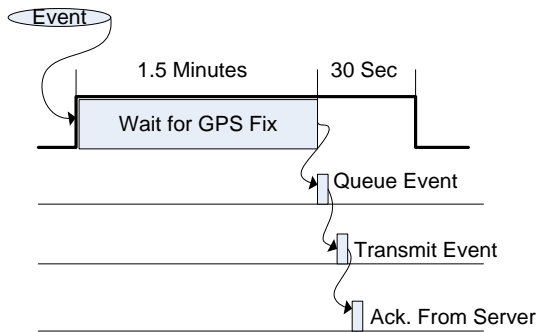 Event
1.5 Minutes
30 Sec
Wait for GPS Fix
Queue Event
Transmit Event
Ack. From Server